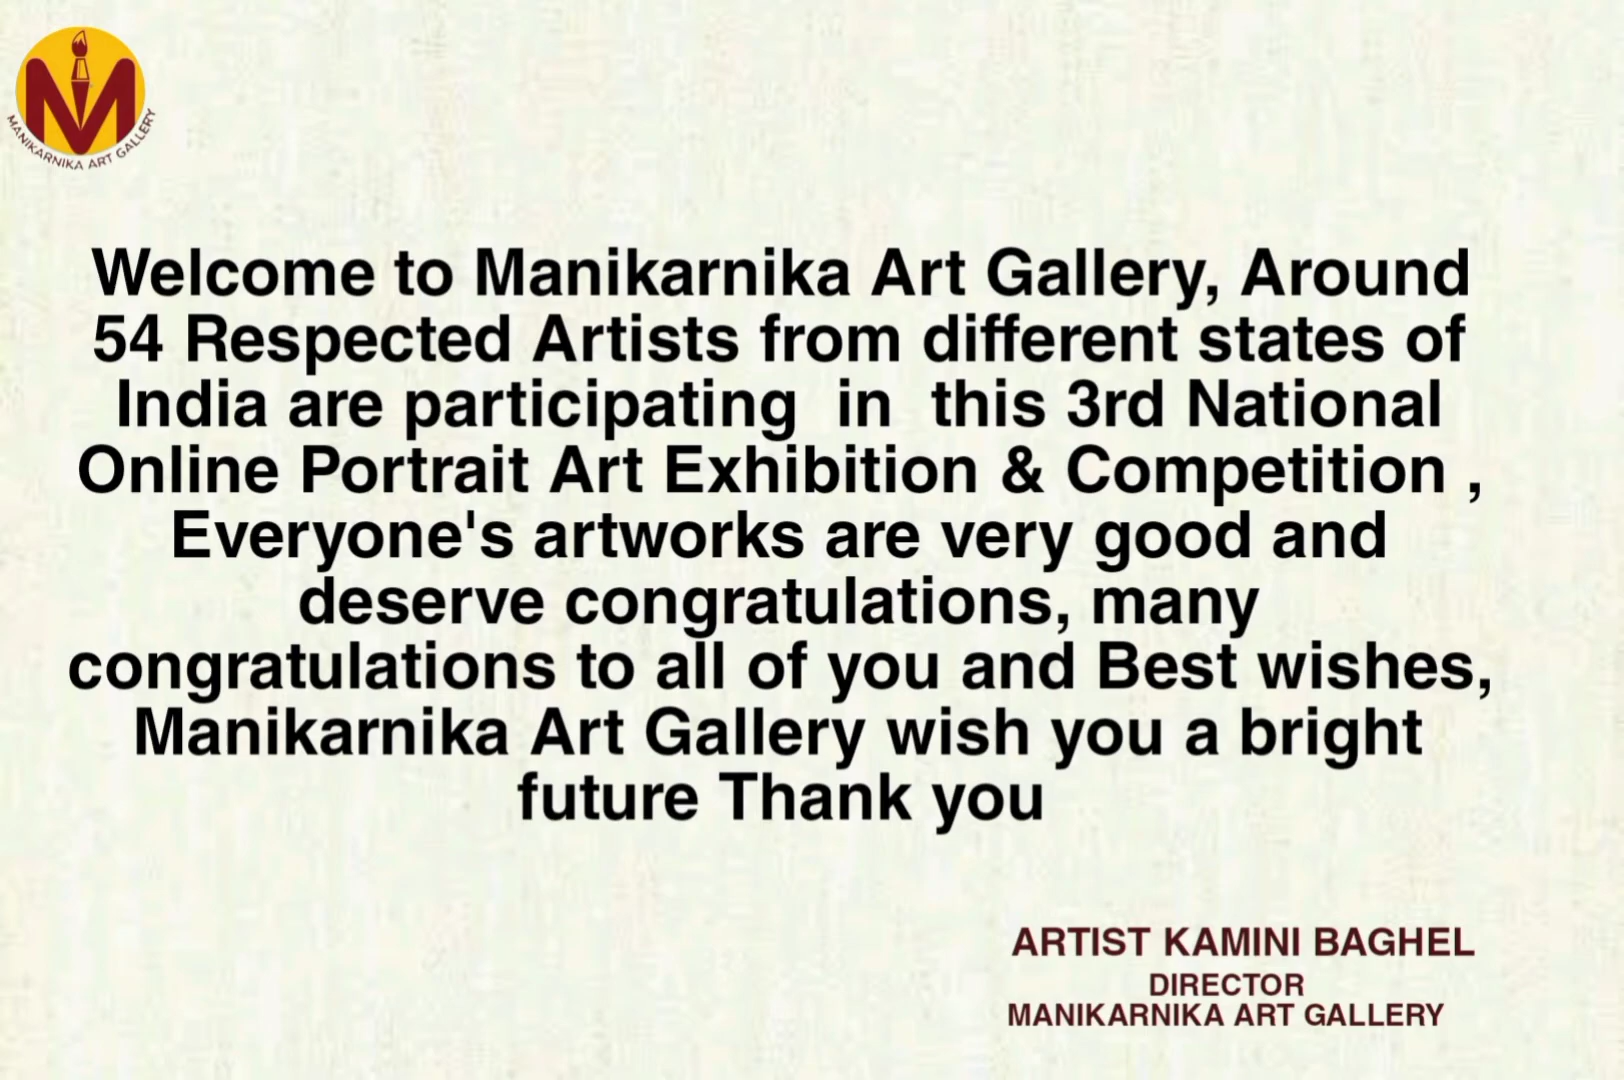 MANIKARNIKA ART GALLERY
Welcome to Manikarnika Art Gallery, Around
54 Respected Artists from different states of
India are participating  in  this 3rd National
Online Portrait Art Exhibition & Competition ,
Everyone's artworks are very good and
deserve congratulations, many
congratulations to all of you and Best wishes,
Manikarnika Art Gallery wish you a bright
future Thank you
ARTIST KAMINI BAGHEL
DIRECTOR
MANIKARNIKA ART GALLERY